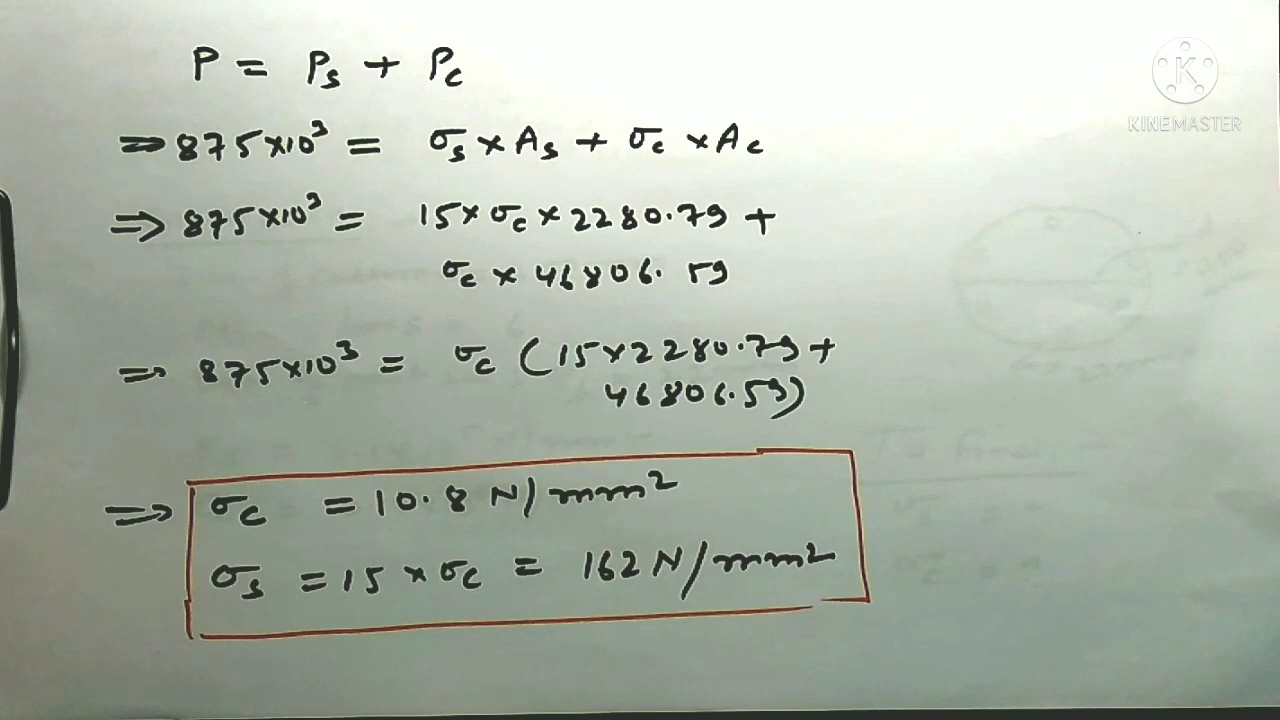 P = Ps + Pc
K
KINEMASTER
⇒ 875×10³ = σs × As + σc × Ac
⇒ 875×10³ = 15 × σc × 2280.79 +
σc × 46806.59
⇒ 875×10³ = σc (15×2280.79 +
46806.59)
⇒ σc = 10.8 N/mm²
σs = 15 × σc = 162 N/mm²